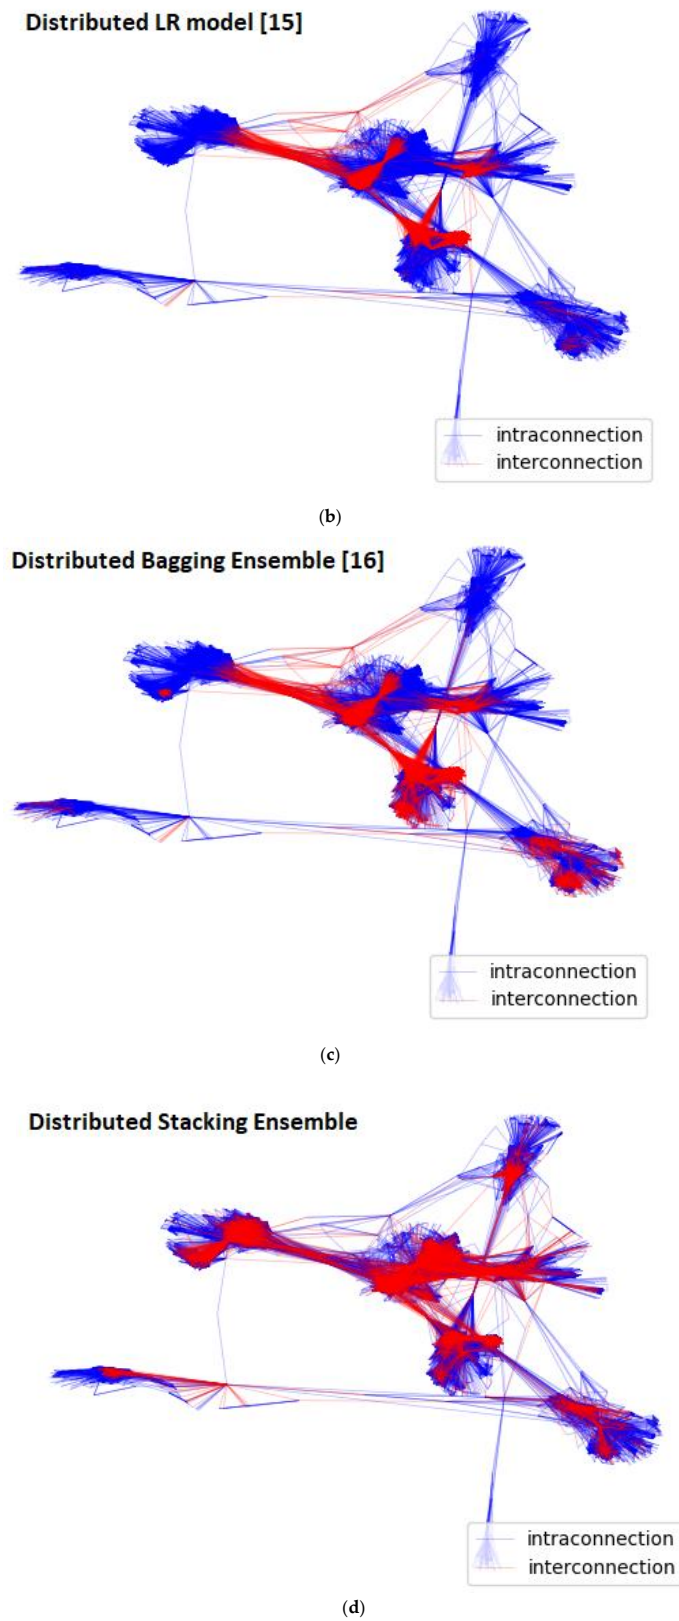 Distributed LR model [15]
intraconnection
interconnection
(b)
Distributed Bagging Ensemble [16]
intraconnection
interconnection
(c)
Distributed Stacking Ensemble
intraconnection
interconnection
(d)